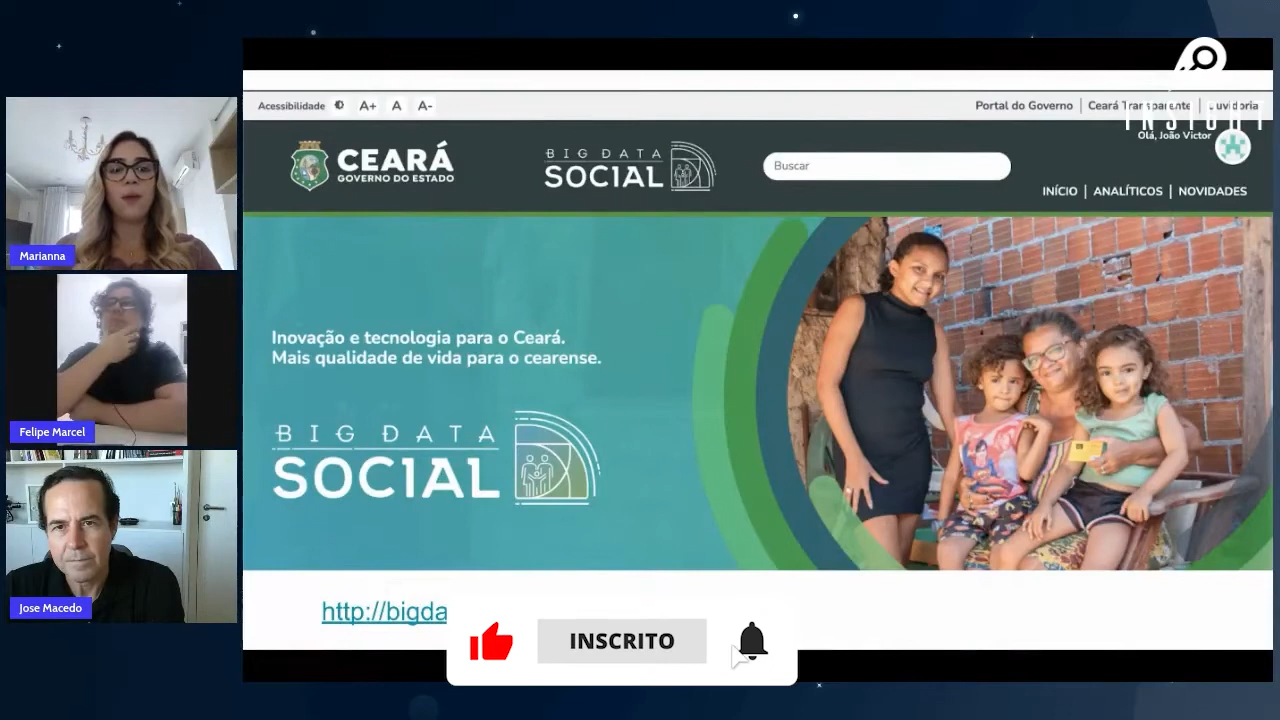 Acessibilidade A+ A A-
Portal do Governo | Ceará Transparente | Ouvidoria
INSIGHT
Olá, João Victor
CEARÁ
GOVERNO DO ESTADO
BIG DATA
SOCIAL
Buscar
INÍCIO | ANALÍTICOS | NOVIDADES
Marianna
Felipe Marcel
Jose Macedo
Inovação e tecnologia para o Ceará.
Mais qualidade de vida para o cearense.
BIG DATA
SOCIAL
http://bigda
INSCRITO